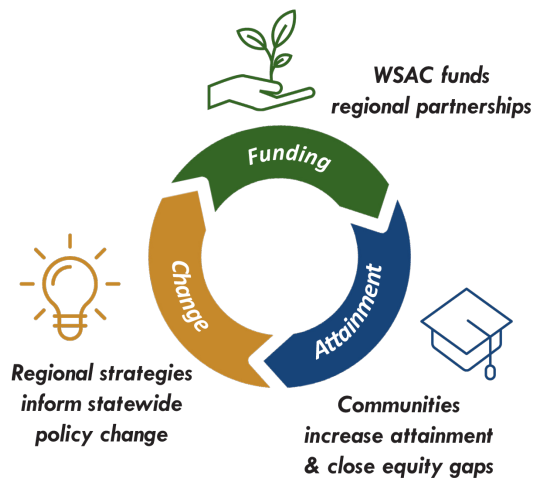 WSAC funds
regional partnerships
Funding
Change
Attainment
Regional strategies
inform statewide
policy change
Communities
increase attainment
& close equity gaps